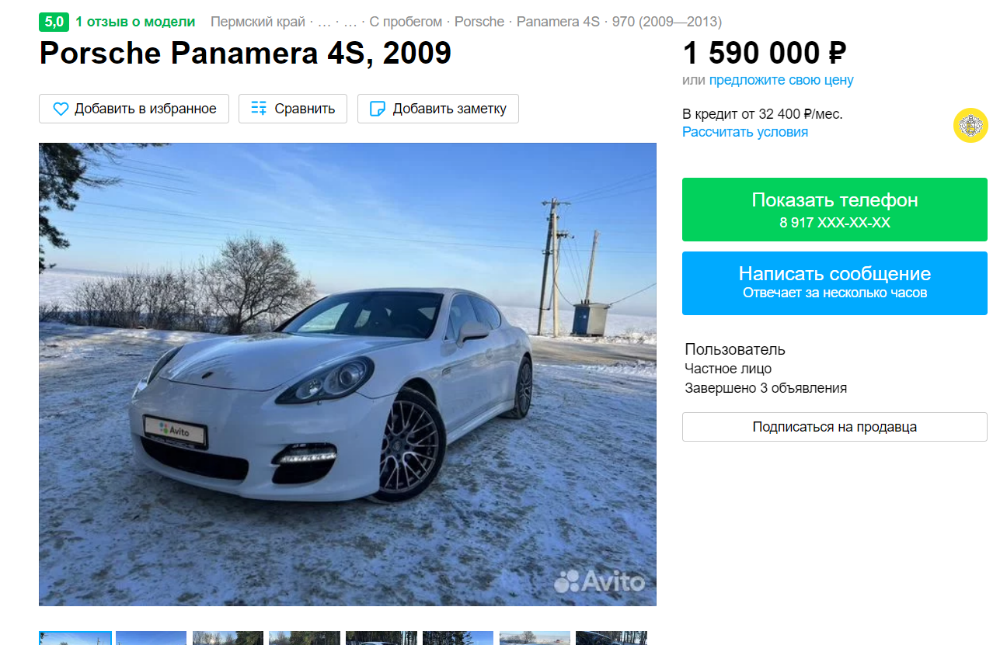 5,0 1 отзыв о модели Пермский край · ... · ... · С пробегом · Porsche · Panamera 4S · 970 (2009—2013)
Porsche Panamera 4S, 2009
1 590 000 ₽
или предложите свою цену
Добавить в избранное
Сравнить
Добавить заметку
В кредит от 32 400 ₽/мес.
Рассчитать условия
Показать телефон
8 917 XXX-XX-XX
Написать сообщение
Отвечает за несколько часов
Пользователь
Частное лицо
Завершено 3 объявления
Подписаться на продавца
Avito
Avito